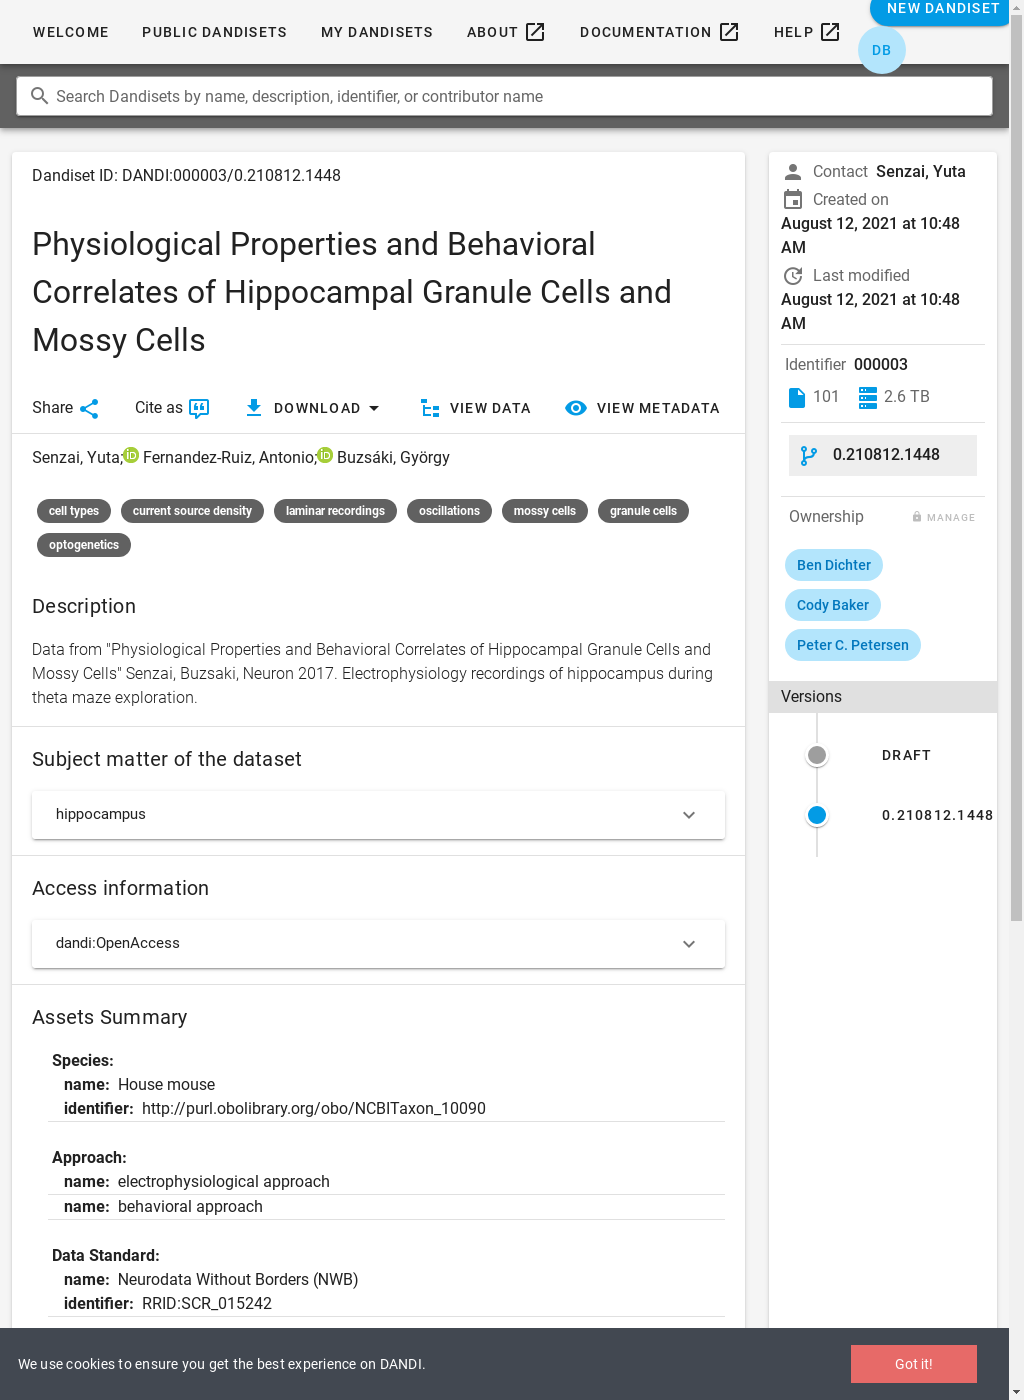 WELCOME PUBLIC DANDISETS MY DANDISETS ABOUT DOCUMENTATION HELP NEW DANDISET
DB
Search Dandisets by name, description, identifier, or contributor name
Dandiset ID: DANDI:000003/0.210812.1448
Physiological Properties and Behavioral
Correlates of Hippocampal Granule Cells and
Mossy Cells
Share Cite as DOWNLOAD VIEW DATA VIEW METADATA
Senzai, Yuta; iD Fernandez-Ruiz, Antonio; iD Buzsáki, György
cell types current source density laminar recordings oscillations mossy cells granule cells
optogenetics
Description
Data from "Physiological Properties and Behavioral Correlates of Hippocampal Granule Cells and
Mossy Cells" Senzai, Buzsaki, Neuron 2017. Electrophysiology recordings of hippocampus during
theta maze exploration.
Subject matter of the dataset
hippocampus
Access information
dandi:OpenAccess
Assets Summary
Species:
name: House mouse
identifier: http://purl.obolibrary.org/obo/NCBITaxon_10090
Approach:
name: electrophysiological approach
name: behavioral approach
Data Standard:
name: Neurodata Without Borders (NWB)
identifier: RRID:SCR_015242
Contact Senzai, Yuta
Created on
August 12, 2021 at 10:48
AM
Last modified
August 12, 2021 at 10:48
AM
Identifier 000003
101 2.6 TB
0.210812.1448
Ownership MANAGE
Ben Dichter
Cody Baker
Peter C. Petersen
Versions
DRAFT
0.210812.1448
We use cookies to ensure you get the best experience on DANDI.
Got it!